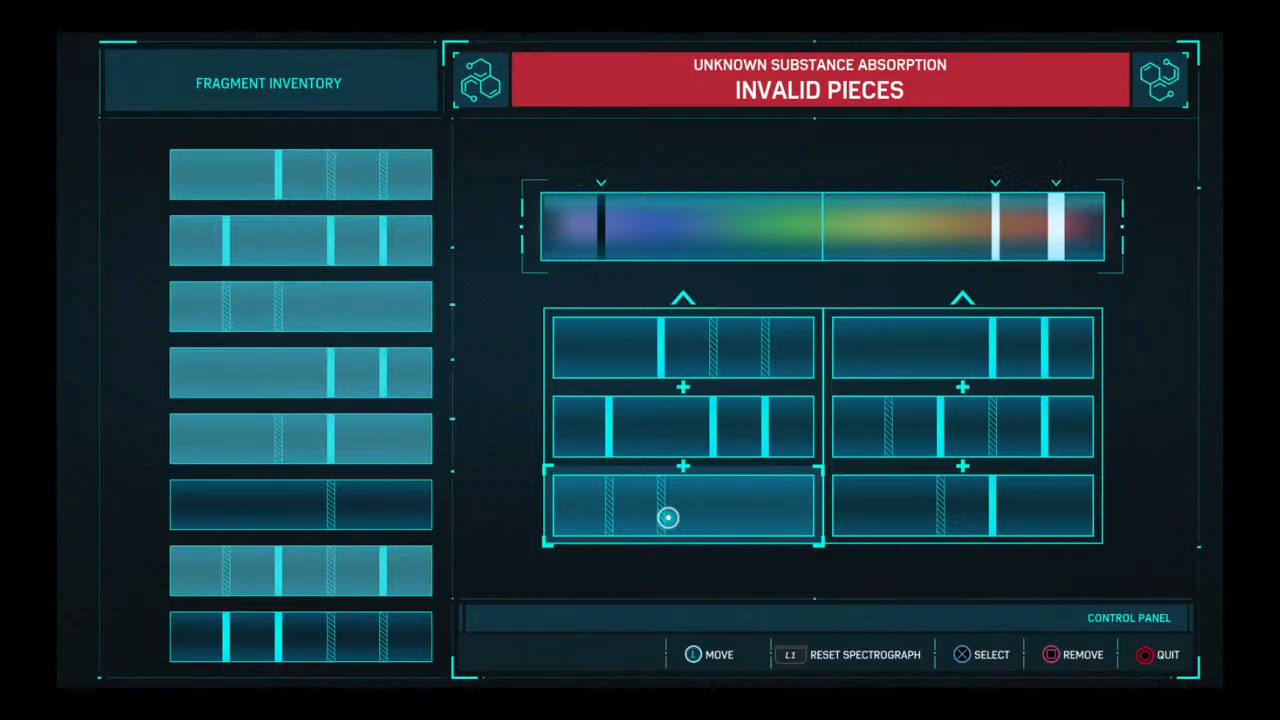 FRAGMENT INVENTORY
UNKNOWN SUBSTANCE ABSORPTION
INVALID PIECES
CONTROL PANEL
L MOVE
L1 RESET SPECTROGRAPH
SELECT
REMOVE
QUIT